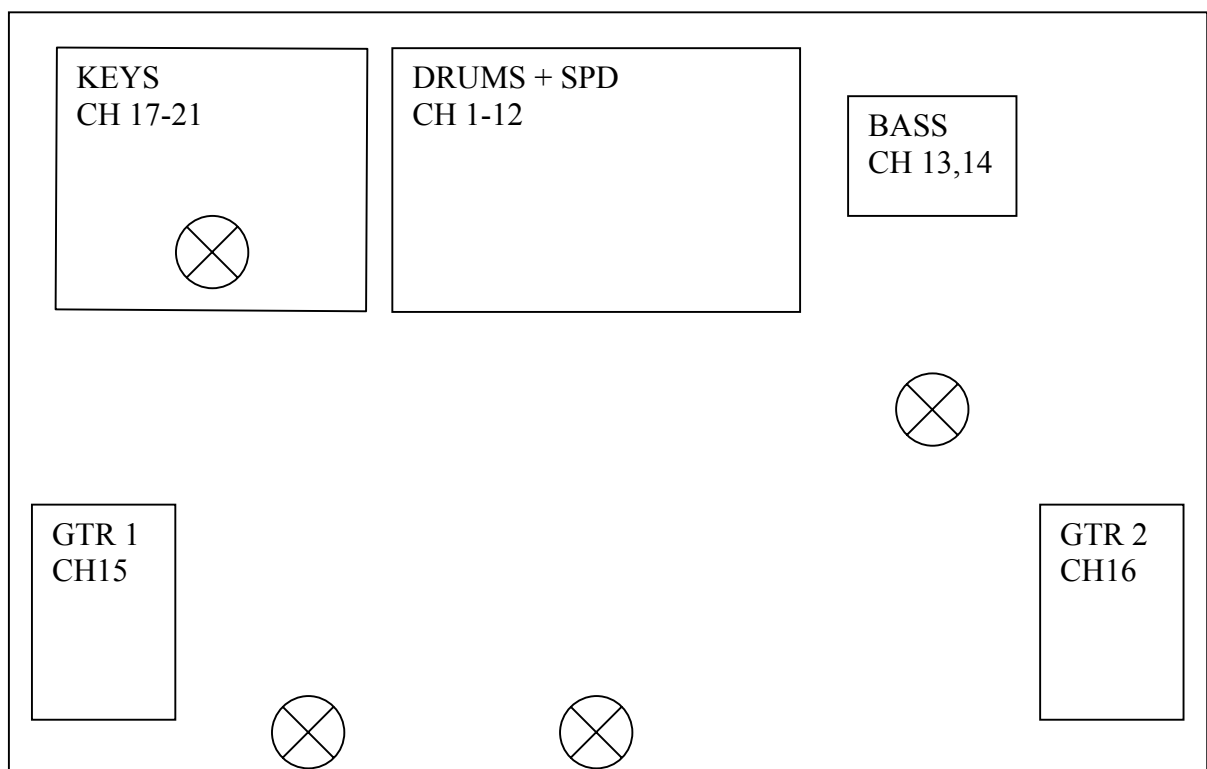 KEYS
CH 17-21
DRUMS + SPD
CH 1-12
BASS
CH 13,14
GTR 1
CH15
GTR 2
CH16